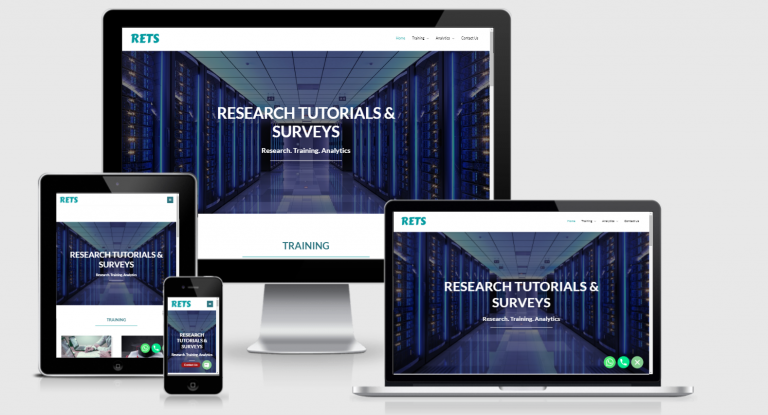 RETS
Home Training Analytics Contact Us
RESEARCH TUTORIALS &
SURVEYS
Research. Training. Analytics
TRAINING
RETS
RESEARCH TUTORIALS &
SURVEYS
Research. Training. Analytics
TRAINING
RETS
RESEARCH
TUTORIALS &
SURVEYS
Research. Training. Analytics
RETS
Home Training Analytics Contact Us
RESEARCH TUTORIALS &
SURVEYS
Research. Training. Analytics